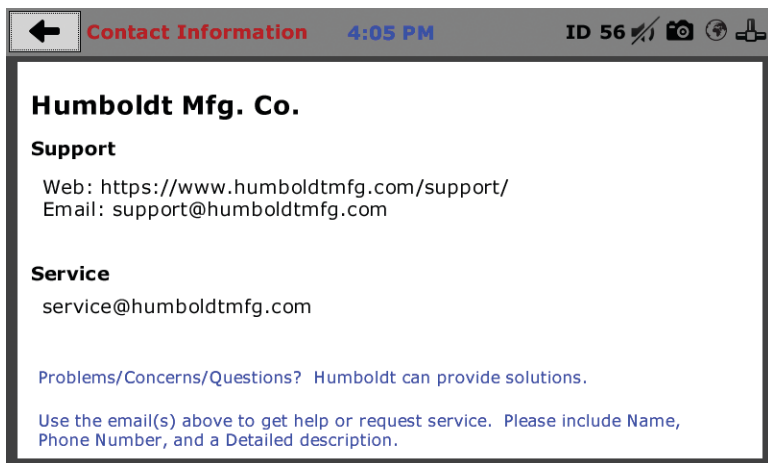 Contact Information 4:05 PM ID 56
Humboldt Mfg. Co.
Support
Web: https://www.humboldtmfg.com/support/
Email: support@humboldtmfg.com
Service
service@humboldtmfg.com
Problems/Concerns/Questions? Humboldt can provide solutions.
Use the email(s) above to get help or request service. Please include Name,
Phone Number, and a Detailed description.